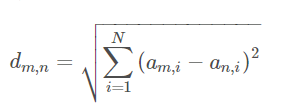 $d_{m,n} = \sqrt{\sum_{i=1}^{N} (a_{m,i} - a_{n,i})^2}$